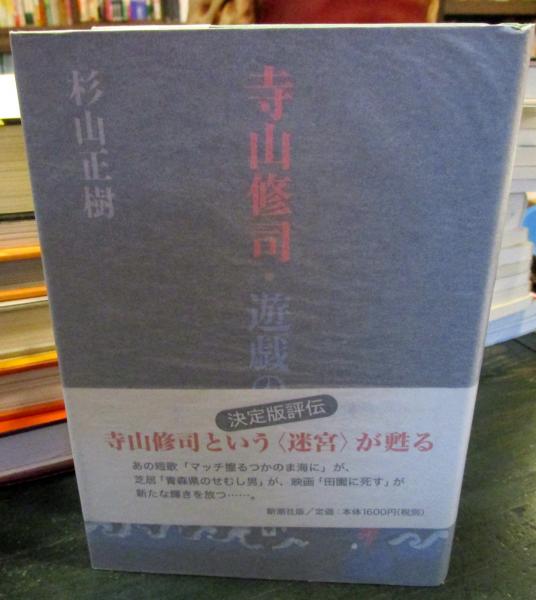 寺山修司・遊戯の
杉山正樹
決定版評伝
寺山修司という〈迷宮〉が甦る
あの短歌「マッチ擦るつかのま海に」が、
芝居「青森県のせむし男」が、映画「田園に死す」が
新たな輝きを放つ……。
新潮社版／定価：本体1600円(税別)